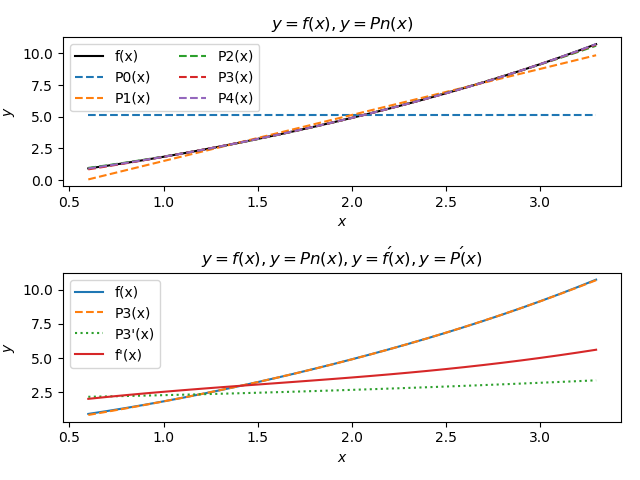 y = f(x), y = Pn(x)
y
10.0
7.5
5.0
2.5
0.0
f(x)
P0(x)
P1(x)
P2(x)
P3(x)
P4(x)
0.5 1.0 1.5 2.0 2.5 3.0
x
y = f(x), y = Pn(x), y = f́(x), y = Ṕ(x)
y
10.0
7.5
5.0
2.5
f(x)
P3(x)
P3'(x)
f'(x)
0.5 1.0 1.5 2.0 2.5 3.0
x